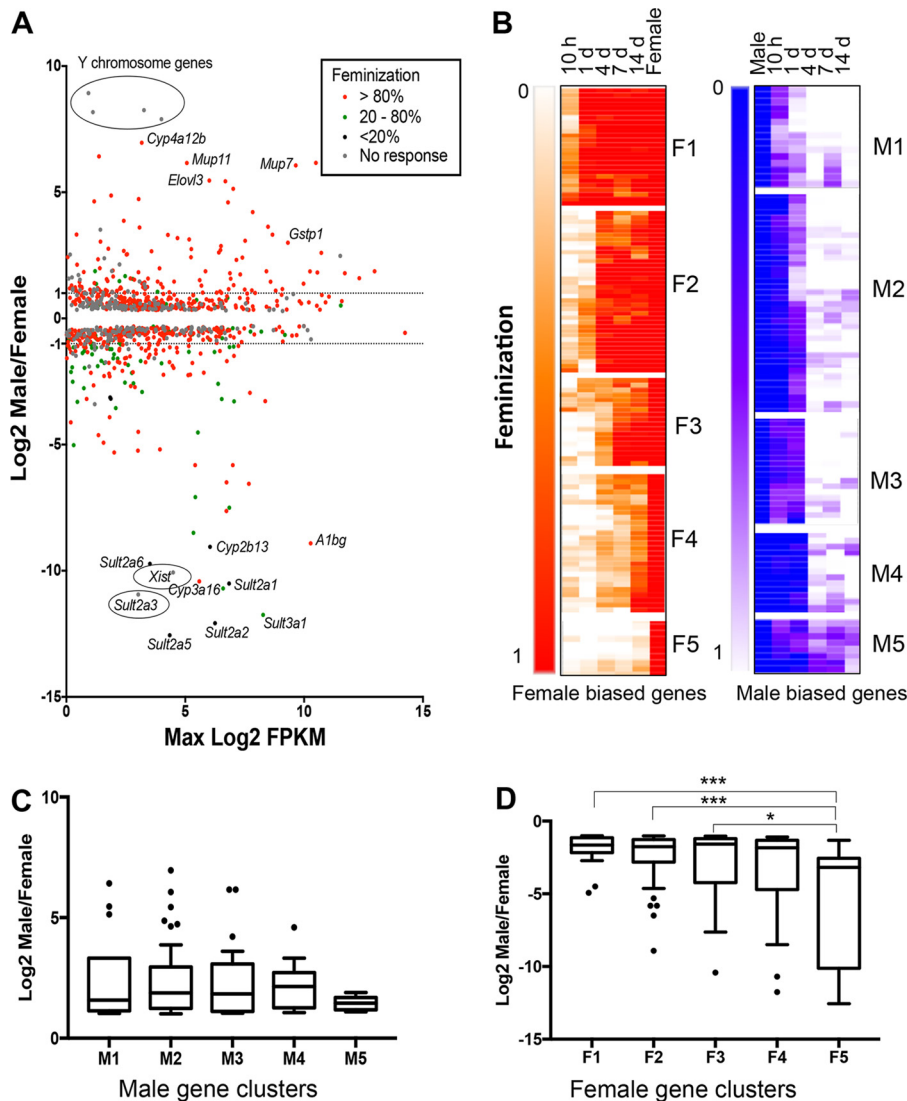 A
Log2 Male/Female
10
5
1
0
-1
-5
-10
-15
0
5
10
15
Max Log2 FPKM
Y chromosome genes
Feminization
> 80%
20 - 80%
<20%
No response
Cyp4a12b
Mup11
Mup7
Elovl3
Gstp1
Cyp2b13
A1bg
Sult2a6
Xist
Cyp3a16
Sult2a1
Sult2a3
Sult3a1
Sult2a2
Sult2a5
B
10 h
1 d
4 d
7 d
14 d
Female
Male
10 h
1 d
4 d
7 d
14 d
0
1
Feminization
F1
F2
F3
F4
F5
Female biased genes
0
1
M1
M2
M3
M4
M5
Male biased genes
C
Log2 Male/Female
10
5
0
M1 M2 M3 M4 M5
Male gene clusters
D
Log2 Male/Female
***
***
*
0
-5
-10
-15
F1 F2 F3 F4 F5
Female gene clusters